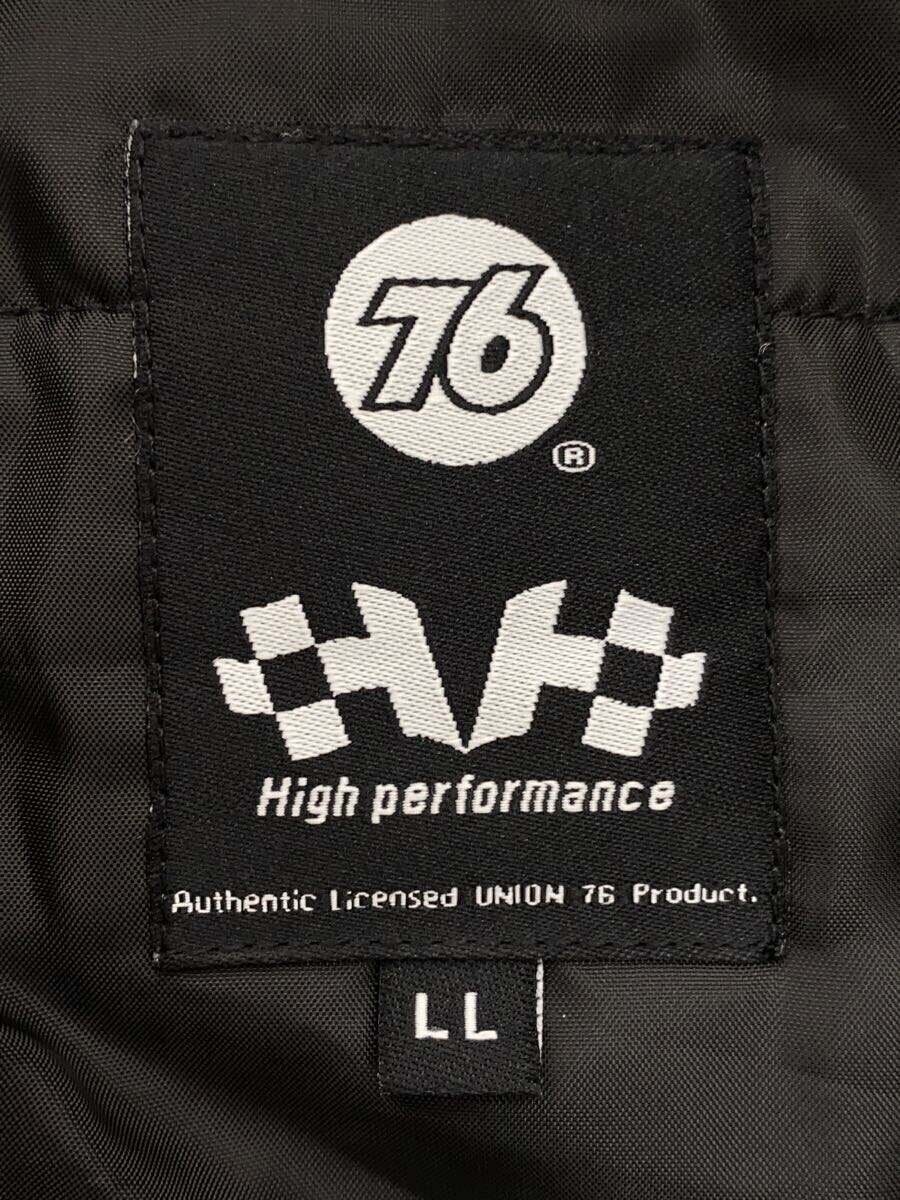 76
®
High performance
Authentic Licensed UNION 76 Product.
LL